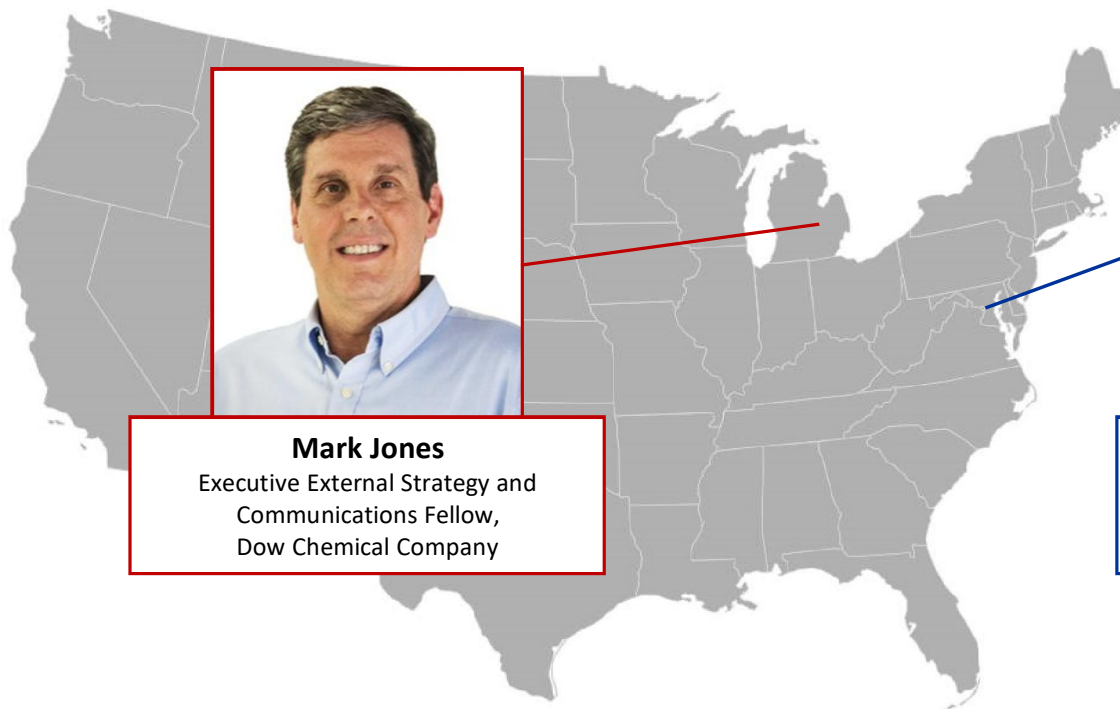 Mark Jones
Executive External Strategy and
Communications Fellow,
Dow Chemical Company